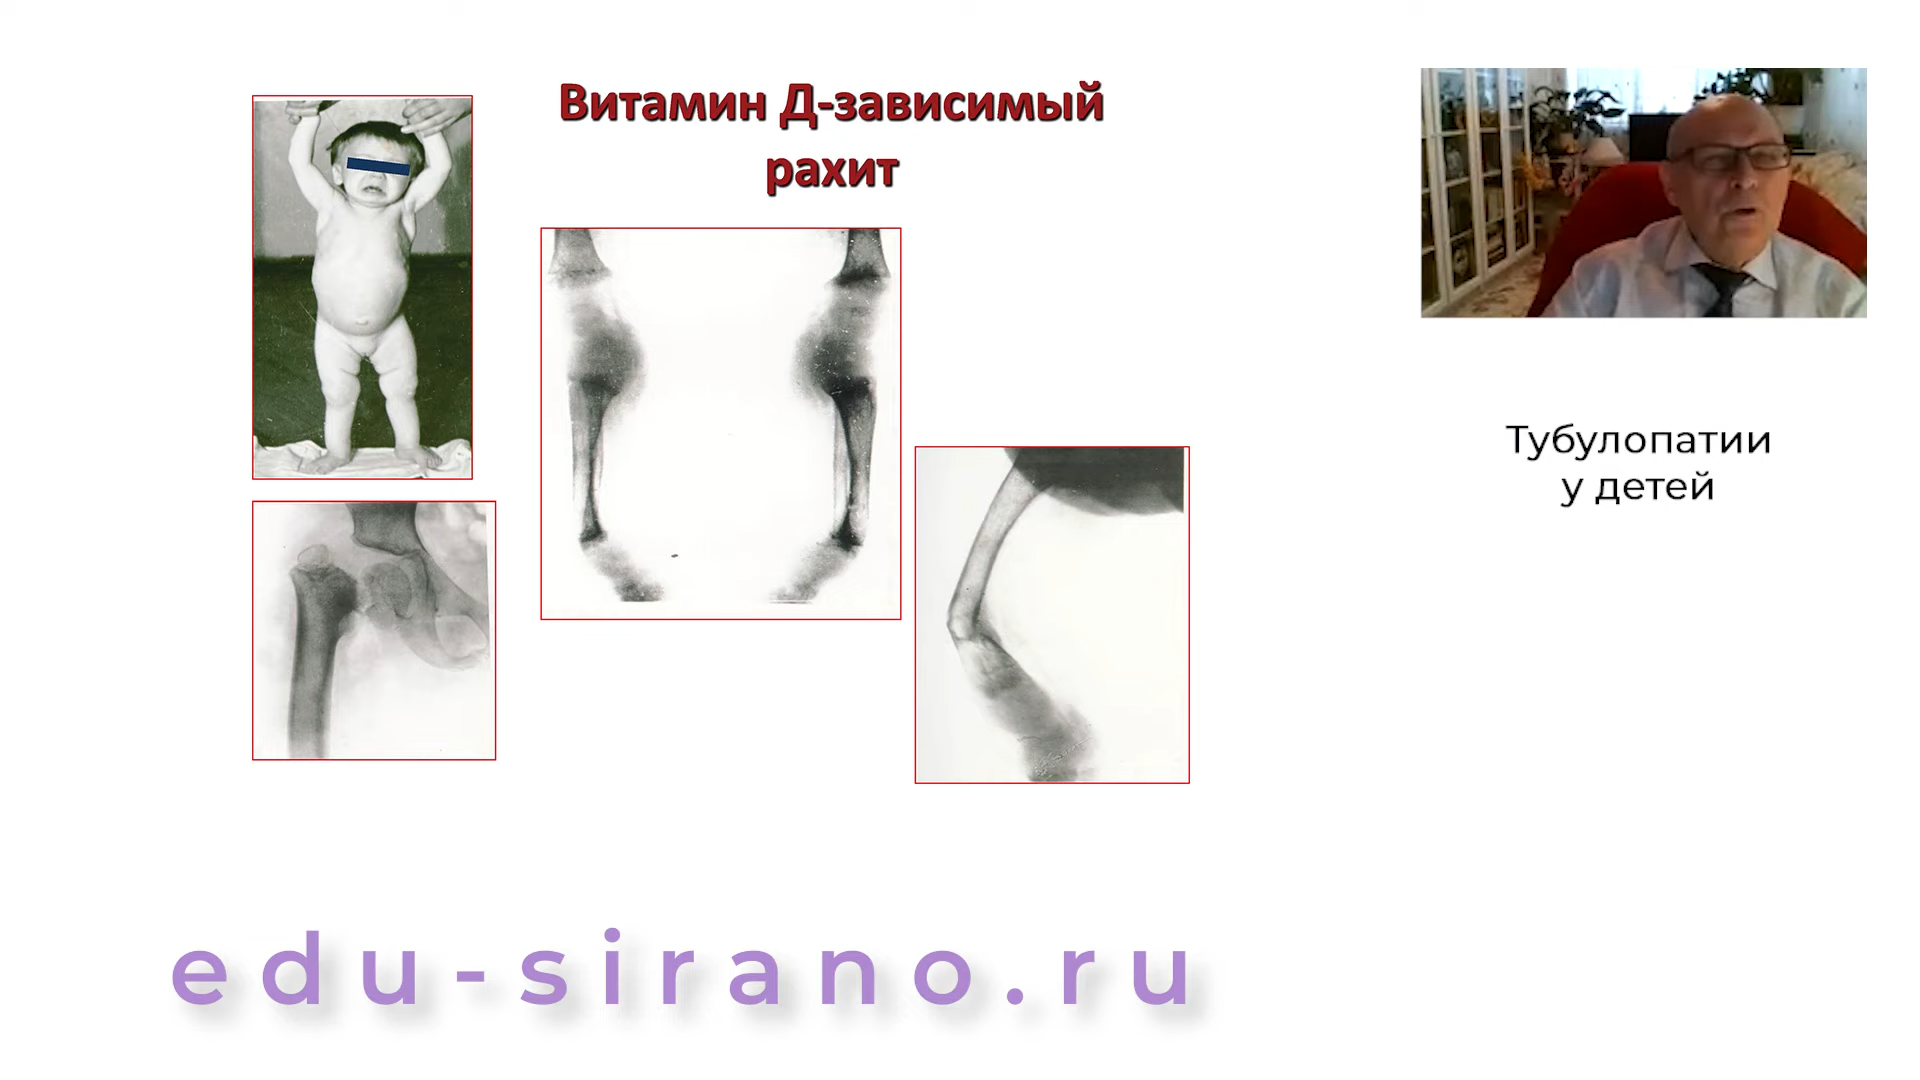 Витамин Д-зависимый
рахит
Тубулопатии
у детей
edu-sirano.ru